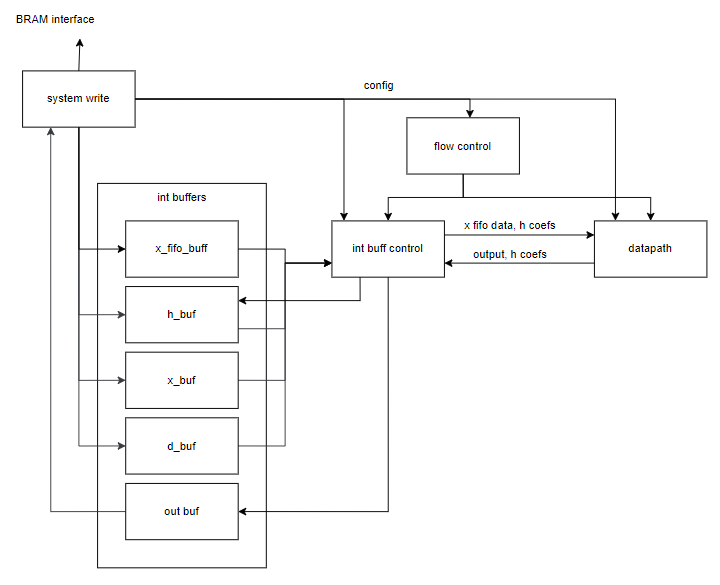 BRAM interface
system write
config
flow control
int buffers
x_fifo_buff
int buff control
x fifo data, h coefs
output, h coefs
datapath
h_buf
x_buf
d_buf
out buf